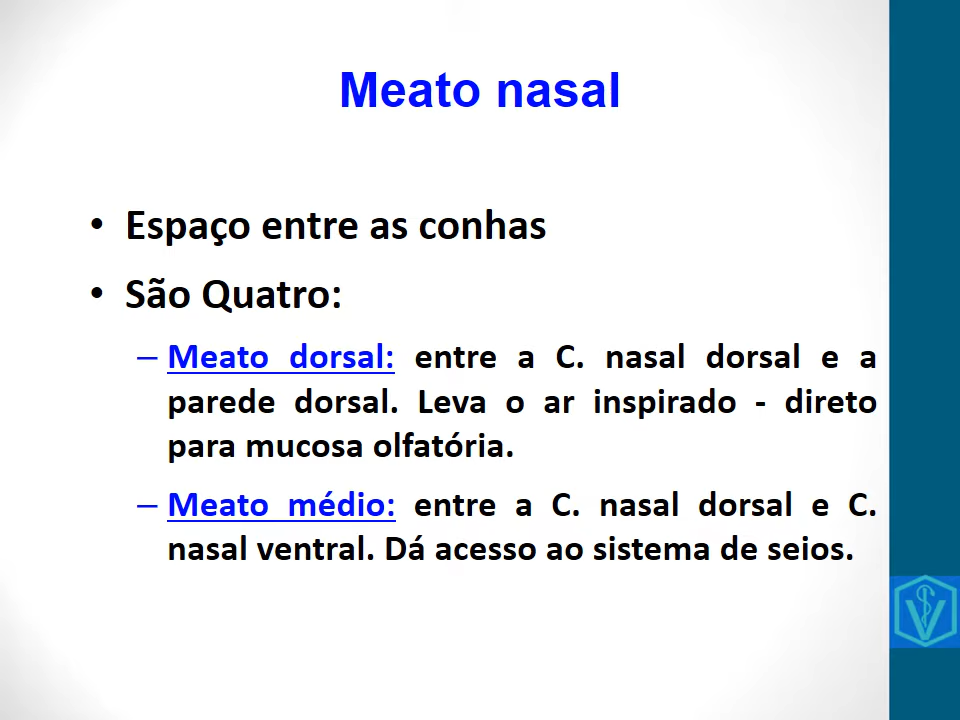 Meato nasal
• Espaço entre as conhas
• São Quatro:
– Meato dorsal: entre a C. nasal dorsal e a
parede dorsal. Leva o ar inspirado - direto
para mucosa olfatória.
– Meato médio: entre a C. nasal dorsal e C.
nasal ventral. Dá acesso ao sistema de seios.
V